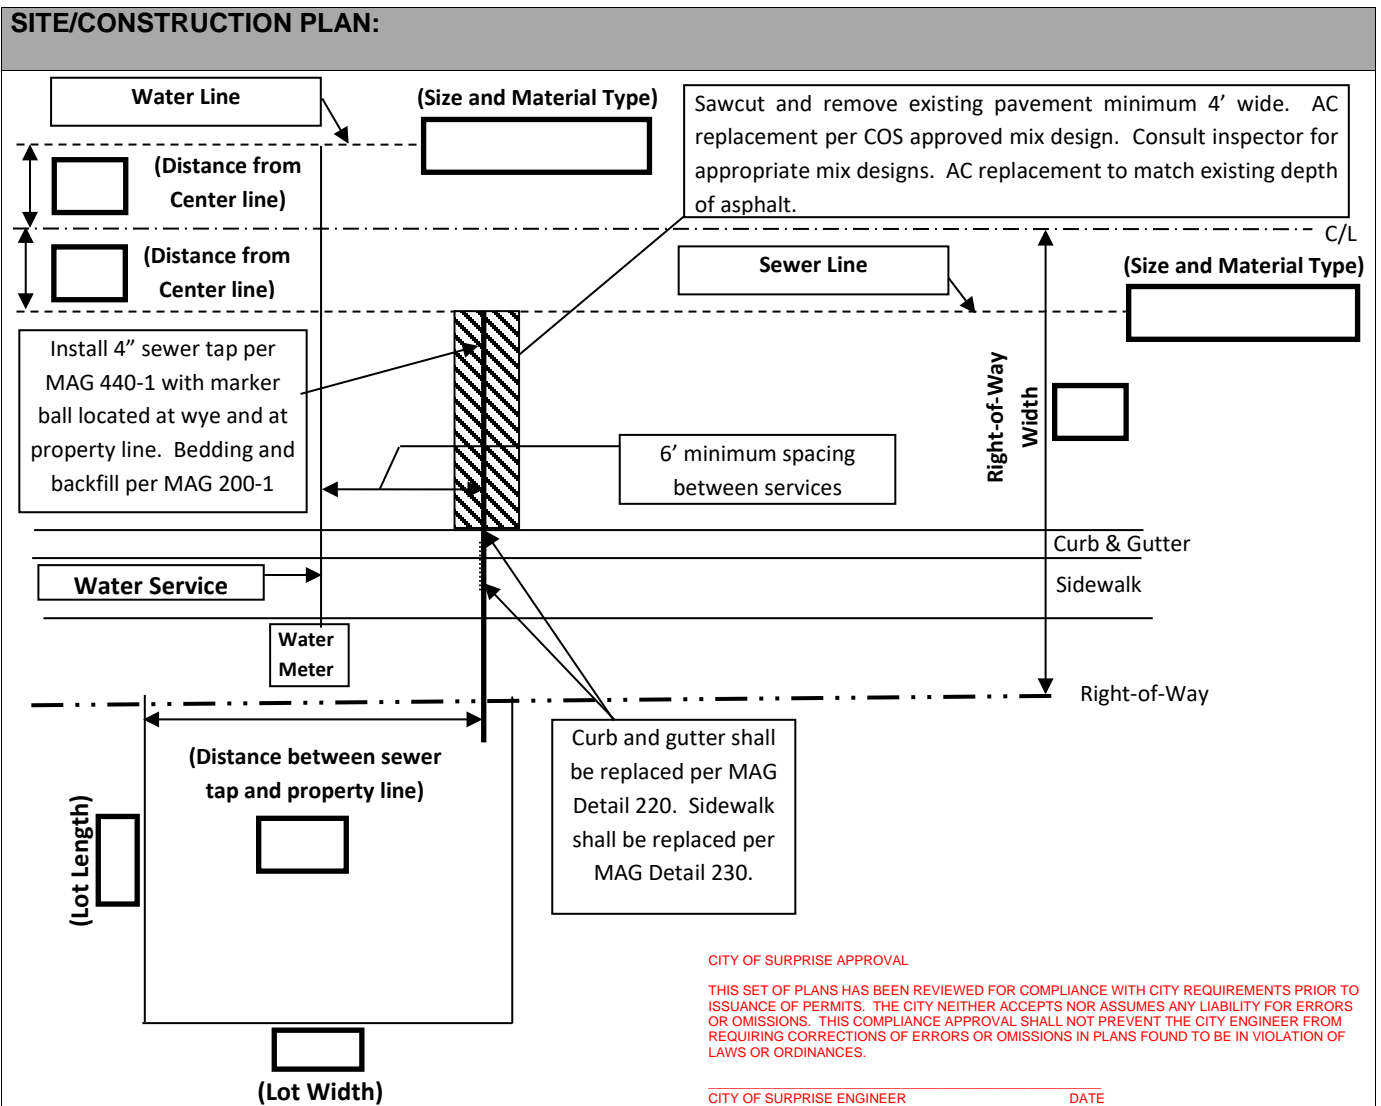 SITE/CONSTRUCTION PLAN:
Water Line
(Size and Material Type)
Sawcut and remove existing pavement minimum 4’ wide. AC
replacement per COS approved mix design. Consult inspector for
appropriate mix designs. AC replacement to match existing depth
of asphalt.
(Distance from
Center line)
C/L
(Distance from
Center line)
Sewer Line
(Size and Material Type)
Install 4” sewer tap per
MAG 440-1 with marker
ball located at wye and at
property line. Bedding and
backfill per MAG 200-1
Right-of-Way
Width
6’ minimum spacing
between services
Curb & Gutter
Water Service
Sidewalk
Water
Meter
Right-of-Way
(Distance between sewer
tap and property line)
Curb and gutter shall
be replaced per MAG
Detail 220. Sidewalk
shall be replaced per
MAG Detail 230.
(Lot Length)
(Lot Width)
CITY OF SURPRISE APPROVAL
THIS SET OF PLANS HAS BEEN REVIEWED FOR COMPLIANCE WITH CITY REQUIREMENTS PRIOR TO
ISSUANCE OF PERMITS. THE CITY NEITHER ACCEPTS NOR ASSUMES ANY LIABILITY FOR ERRORS
OR OMISSIONS. THIS COMPLIANCE APPROVAL SHALL NOT PREVENT THE CITY ENGINEER FROM
REQUIRING CORRECTIONS OF ERRORS OR OMISSIONS IN PLANS FOUND TO BE IN VIOLATION OF
LAWS OR ORDINANCES.
CITY OF SURPRISE ENGINEER DATE